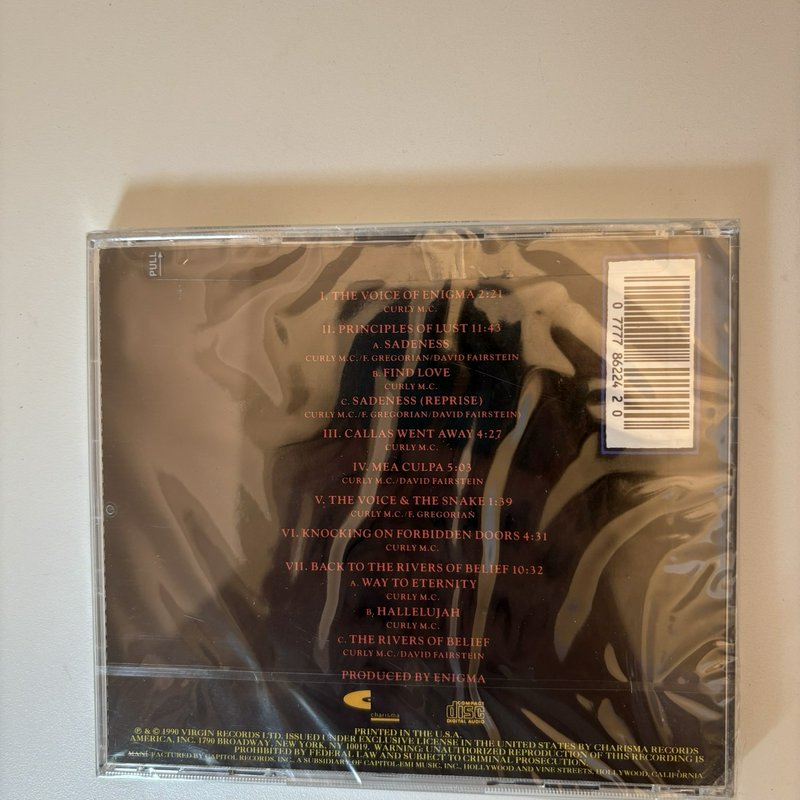 PULL
I. THE VOICE OF ENIGMA 2:21
CURLY M.C.
II. PRINCIPLES OF LUST 11:43
A. SADENESS
CURLY M.C./F. GREGORIAN/DAVID FAIRSTEIN
B. FIND LOVE
CURLY M.C.
C. SADENESS (REPRISE)
CURLY M.C./F. GREGORIAN/DAVID FAIRSTEIN)
III. CALLAS WENT AWAY 4:27
CURLY M.C.
IV. MEA CULPA 5:03
CURLY M.C./DAVID FAIRSTEIN
V. THE VOICE & THE SNAKE 1:39
CURLY M.C./F. GREGORIAN
VI. KNOCKING ON FORBIDDEN DOORS 4:31
CURLY M.C.
VII. BACK TO THE RIVERS OF BELIEF 10:32
A. WAY TO ETERNITY
CURLY M.C.
B. HALLELUJAH
CURLY M.C.
C. THE RIVERS OF BELIEF
CURLY M.C./DAVID FAIRSTEIN
PRODUCED BY ENIGMA
0 7777 86224 2 0
charisma
COMPACT
disc
DIGITAL AUDIO
PRINTED IN THE U.S.A.
℗ & © 1990 VIRGIN RECORDS LTD. ISSUED UNDER EXCLUSIVE LICENSE IN THE UNITED STATES BY CHARISMA RECORDS
AMERICA, INC. 1790 BROADWAY, NEW YORK, NY 10019. WARNING: UNAUTHORIZED REPRODUCTION OF THIS RECORDING IS
PROHIBITED BY FEDERAL LAW AND SUBJECT TO CRIMINAL PROSECUTION.
MANUFACTURED BY CAPITOL RECORDS, INC., A SUBSIDIARY OF CAPITOL-EMI MUSIC, INC., HOLLYWOOD AND VINE STREETS, HOLLYWOOD, CALIFORNIA